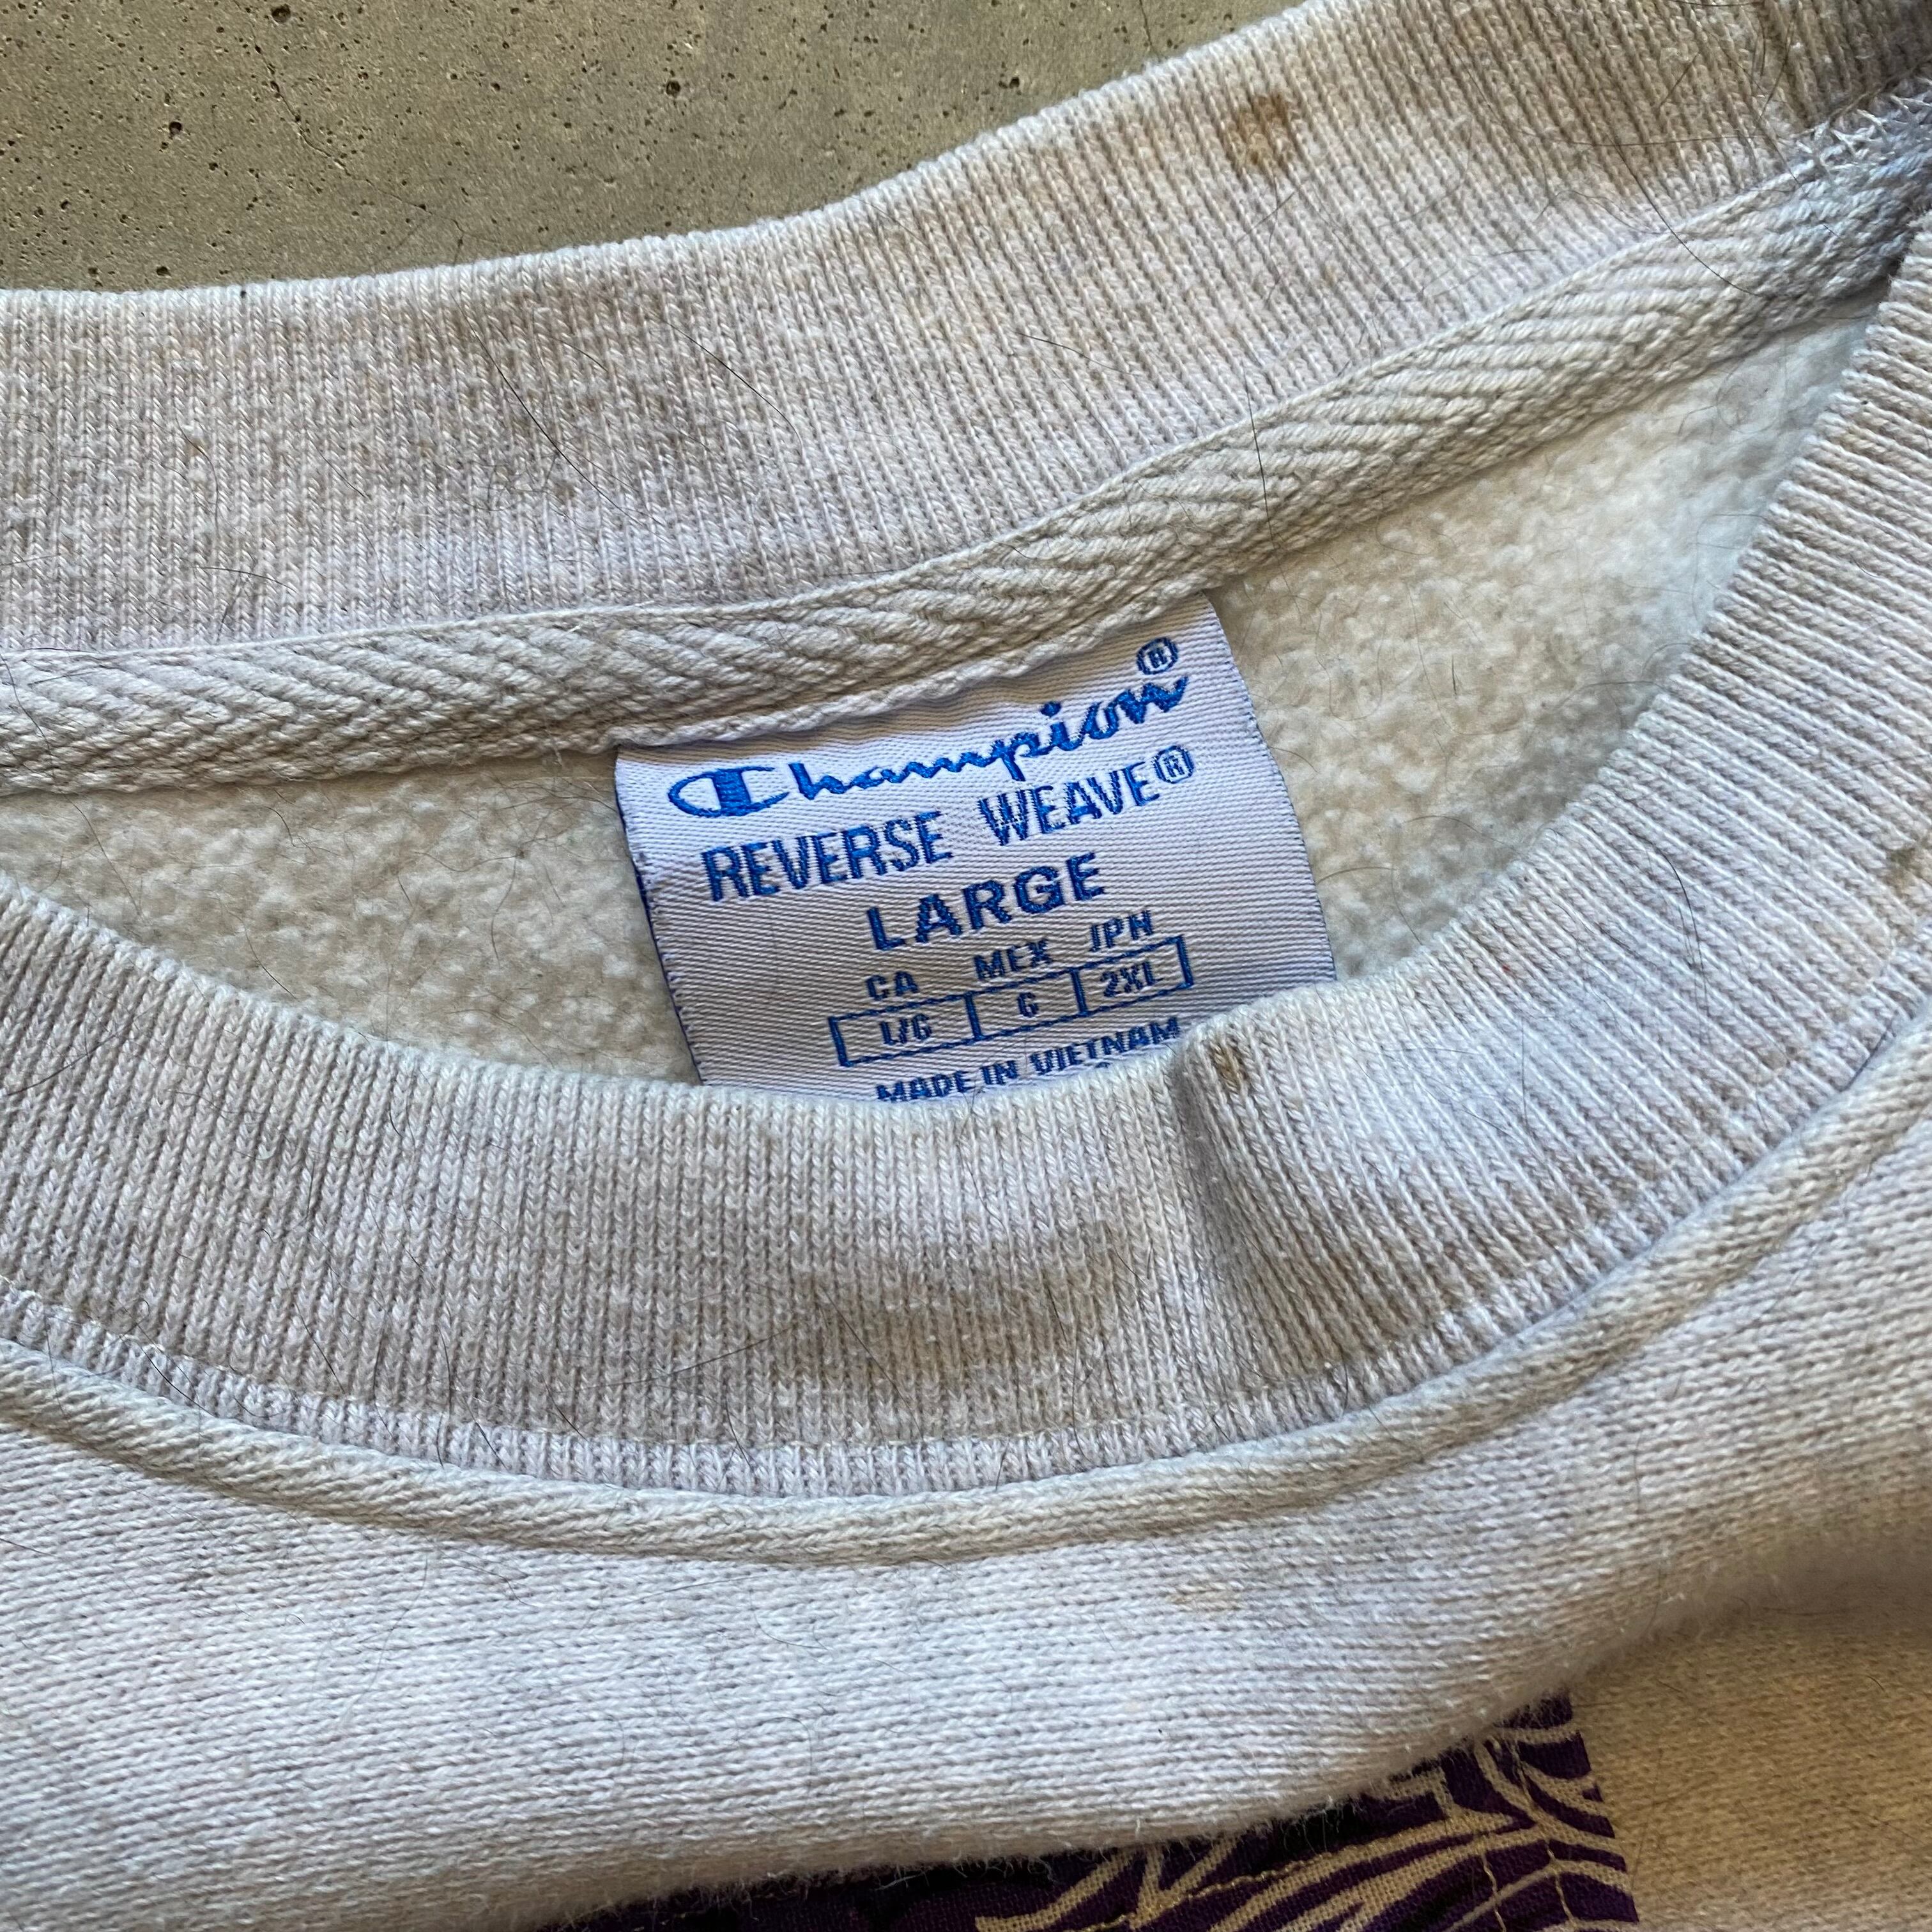 Champion®
REVERSE WEAVE®
LARGE
CA MEX JPN
L/G G 2XL
MADE IN VIETNAM